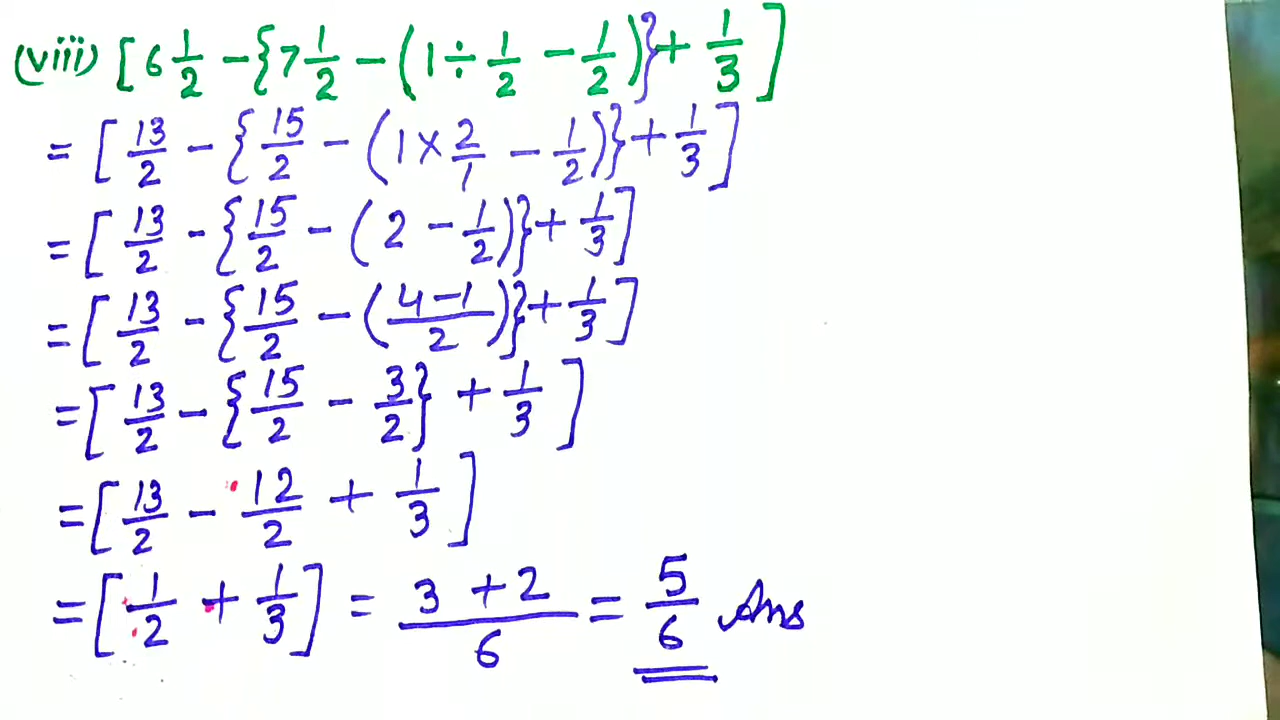 (viii) [6 1/2 - {7 1/2 - (1 ÷ 1/2 - 1/2)} + 1/3]
= [13/2 - {15/2 - (1 × 2/1 - 1/2)} + 1/3]
= [13/2 - {15/2 - (2 - 1/2)} + 1/3]
= [13/2 - {15/2 - (4-1/2)} + 1/3]
= [13/2 - {15/2 - 3/2} + 1/3]
= [13/2 - 12/2 + 1/3]
= [1/2 + 1/3] = 3+2/6 = 5/6 Ans